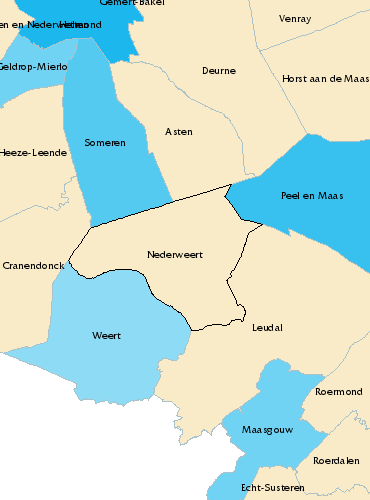 Gemert-Bakel
Venray
en en Nederwetten
Helmond
Geldrop-Mierlo
Deurne
Horst aan de Maas
Asten
Someren
Heeze-Leende
Peel en Maas
Nederweert
Cranendonck
Weert
Leudal
Roermond
Maasgouw
Roerdalen
Echt-Susteren